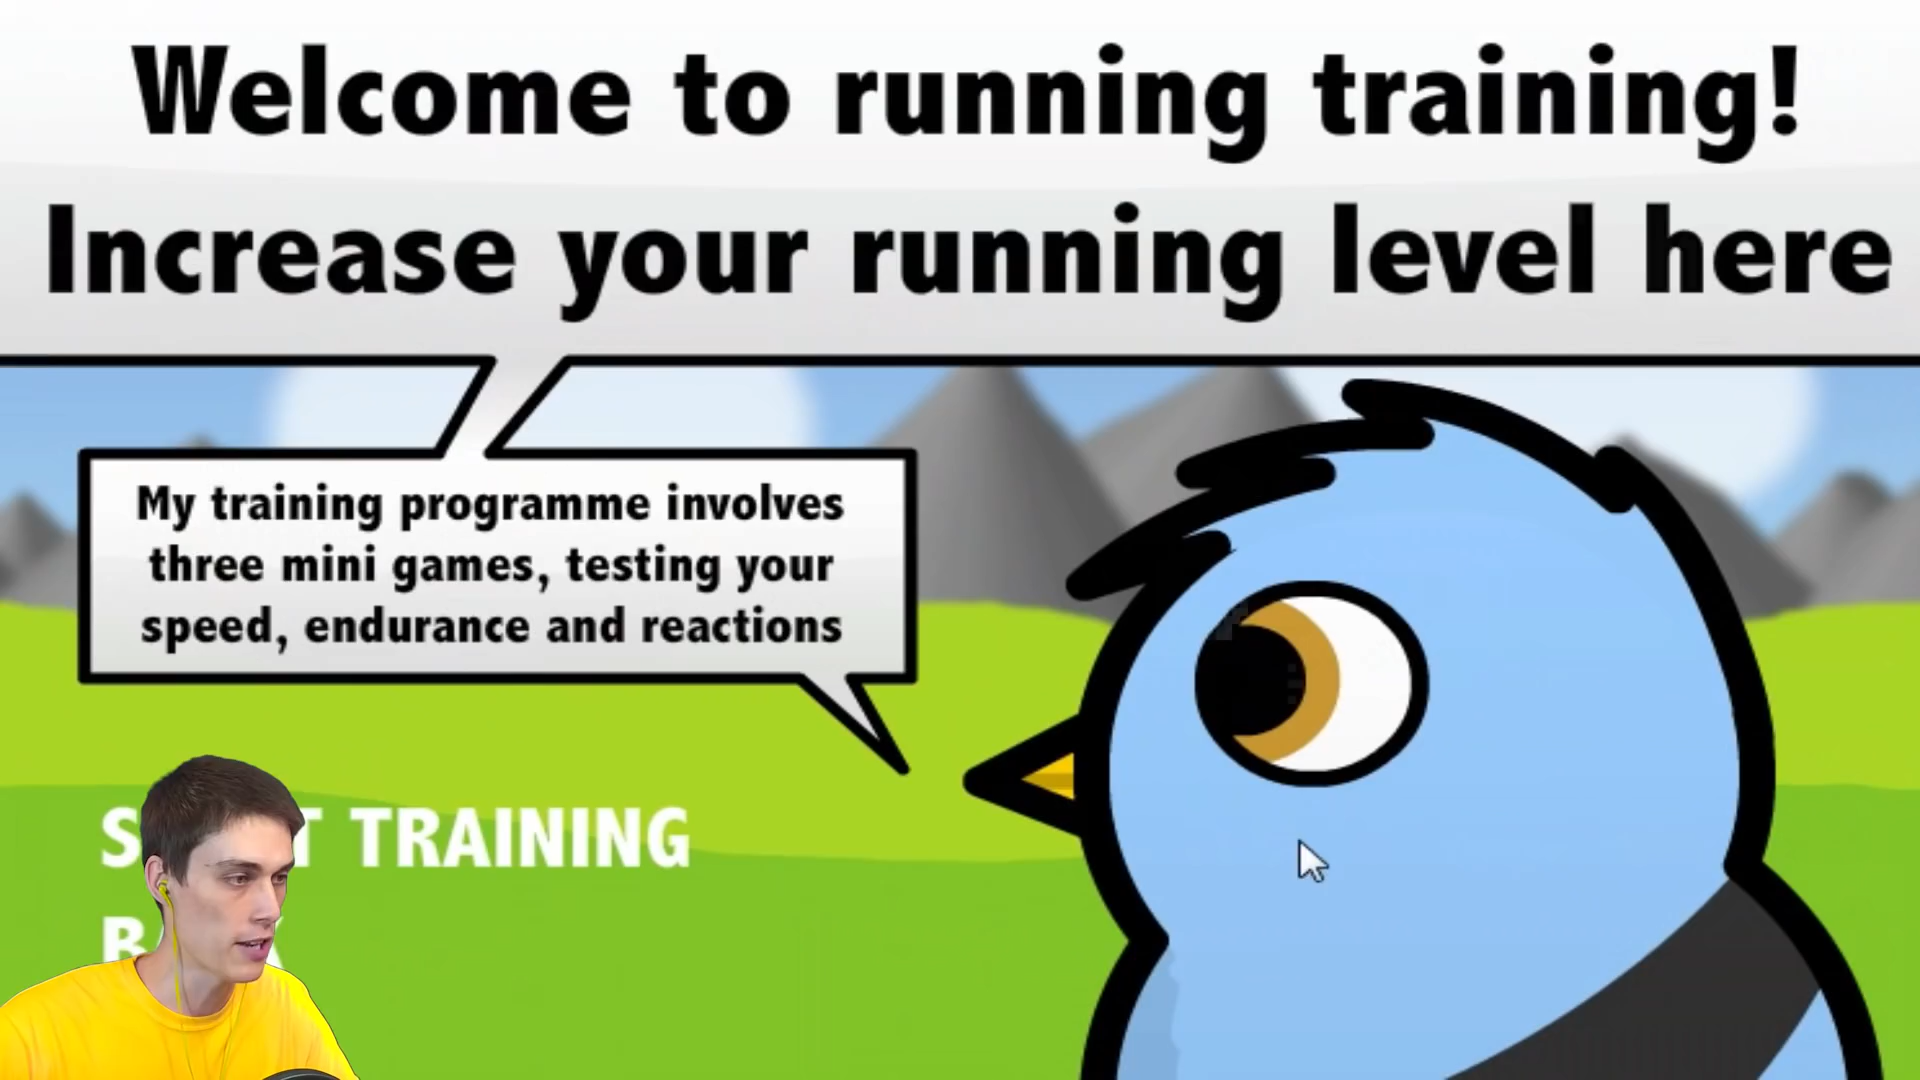 Welcome to running training!
Increase your running level here
My training programme involves
three mini games, testing your
speed, endurance and reactions
TRAINING